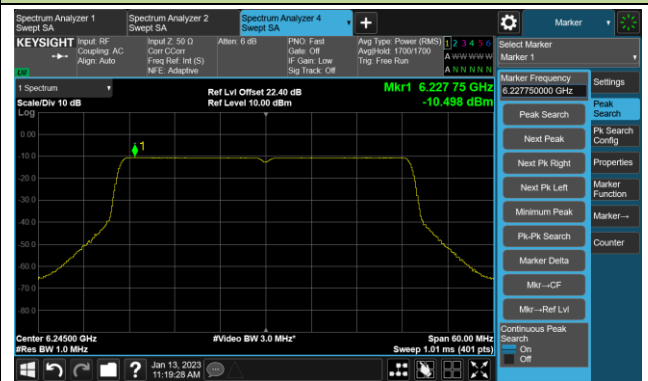 Spectrum Analyzer 1
Swept SA
Spectrum Analyzer 2
Swept SA
Spectrum Analyzer 4
Swept SA
Marker
KEYSIGHT
Input: RF
Coupling: AC
Align: Auto
Input Z: 50 Ω
Corr CCorr
Freq Ref: Int (S)
NFE: Adaptive
Atten: 6 dB
PNO: Fast
Gate: Off
IF Gain: Low
Sig Track: Off
Avg Type: Power (RMS)
Avg|Hold: 1700/1700
Trig: Free Run
1 2 3 4 5 6
A W W W W W
A N N N N N
Select Marker
Marker 1
1 Spectrum
Scale/Div 10 dB
Log
Ref Lvl Offset 22.40 dB
Ref Level 10.00 dBm
Mkr1 6.227 75 GHz
-10.498 dBm
0.00
-10.0
-20.0
-30.0
-40.0
-50.0
-60.0
-70.0
-80.0
1
Center 6.24500 GHz
#Res BW 1.0 MHz
#Video BW 3.0 MHz*
Span 60.00 MHz
Sweep 1.01 ms (401 pts)
Marker Frequency
6.227750000 GHz
Peak Search
Next Peak
Next Pk Right
Next Pk Left
Minimum Peak
Pk-Pk Search
Marker Delta
Mkr→CF
Mkr→Ref Lvl
Continuous Peak
Search
On
Off
Settings
Peak
Search
Pk Search
Config
Properties
Marker
Function
Marker→
Counter
?
Jan 13, 2023
11:19:28 AM